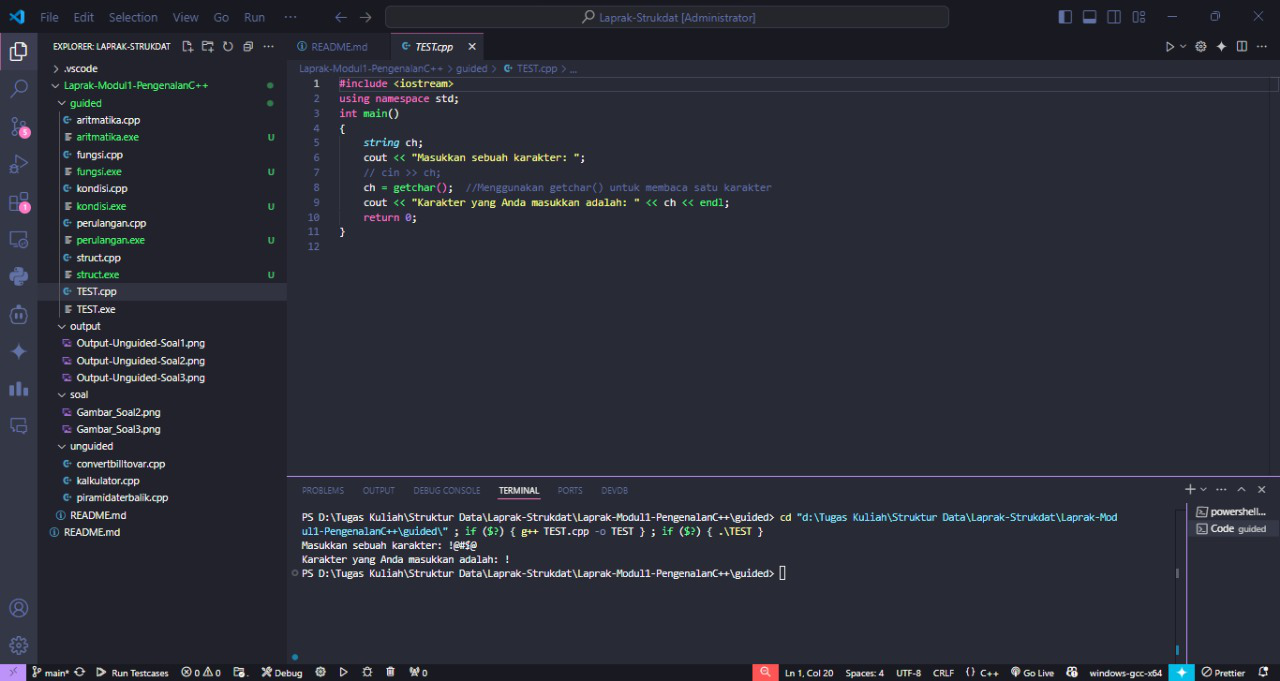 File Edit Selection View Go Run ··· Laprak-Strukdat [Administrator]
EXPLORER: LAPRAK-STRUKDAT
README.md TEST.cpp
Laprak-Modul1-PengenalanC++ > guided > TEST.cpp > ...
.vscode
Laprak-Modul1-PengenalanC++
guided
aritmatika.cpp
aritmatika.exe U
fungsi.cpp
fungsi.exe U
kondisi.cpp
kondisi.exe U
perulangan.cpp
perulangan.exe U
struct.cpp
struct.exe U
TEST.cpp
TEST.exe
output
Output-Unguided-Soal1.png
Output-Unguided-Soal2.png
Output-Unguided-Soal3.png
soal
Gambar_Soal2.png
Gambar_Soal3.png
unguided
convertbilltovar.cpp
kalkulator.cpp
piramidaterbalik.cpp
README.md
README.md
1 #include <iostream>
2 using namespace std;
3 int main()
4 {
5 string ch;
6 cout << "Masukkan sebuah karakter: ";
7 // cin >> ch;
8 ch = getchar(); //Menggunakan getchar() untuk membaca satu karakter
9 cout << "Karakter yang Anda masukkan adalah: " << ch << endl;
10 return 0;
11 }
12
PROBLEMS OUTPUT DEBUG CONSOLE TERMINAL PORTS DEVDB
PS D:\Tugas Kuliah\Struktur Data\Laprak-Strukdat\Laprak-Modul1-PengenalanC++\guided> cd "d:\Tugas Kuliah\Struktur Data\Laprak-Strukdat\Laprak-Mod
ul1-PengenalanC++\guided\" ; if ($?) { g++ TEST.cpp -o TEST } ; if ($?) { .\TEST }
Masukkan sebuah karakter: !@#$@
Karakter yang Anda masukkan adalah: !
PS D:\Tugas Kuliah\Struktur Data\Laprak-Strukdat\Laprak-Modul1-PengenalanC++\guided>
powershell...
Code guided
main* Run Testcases 0 0 Debug 0 Ln 1, Col 20 Spaces: 4 UTF-8 CRLF {} C++ Go Live windows-gcc-x64 Prettier